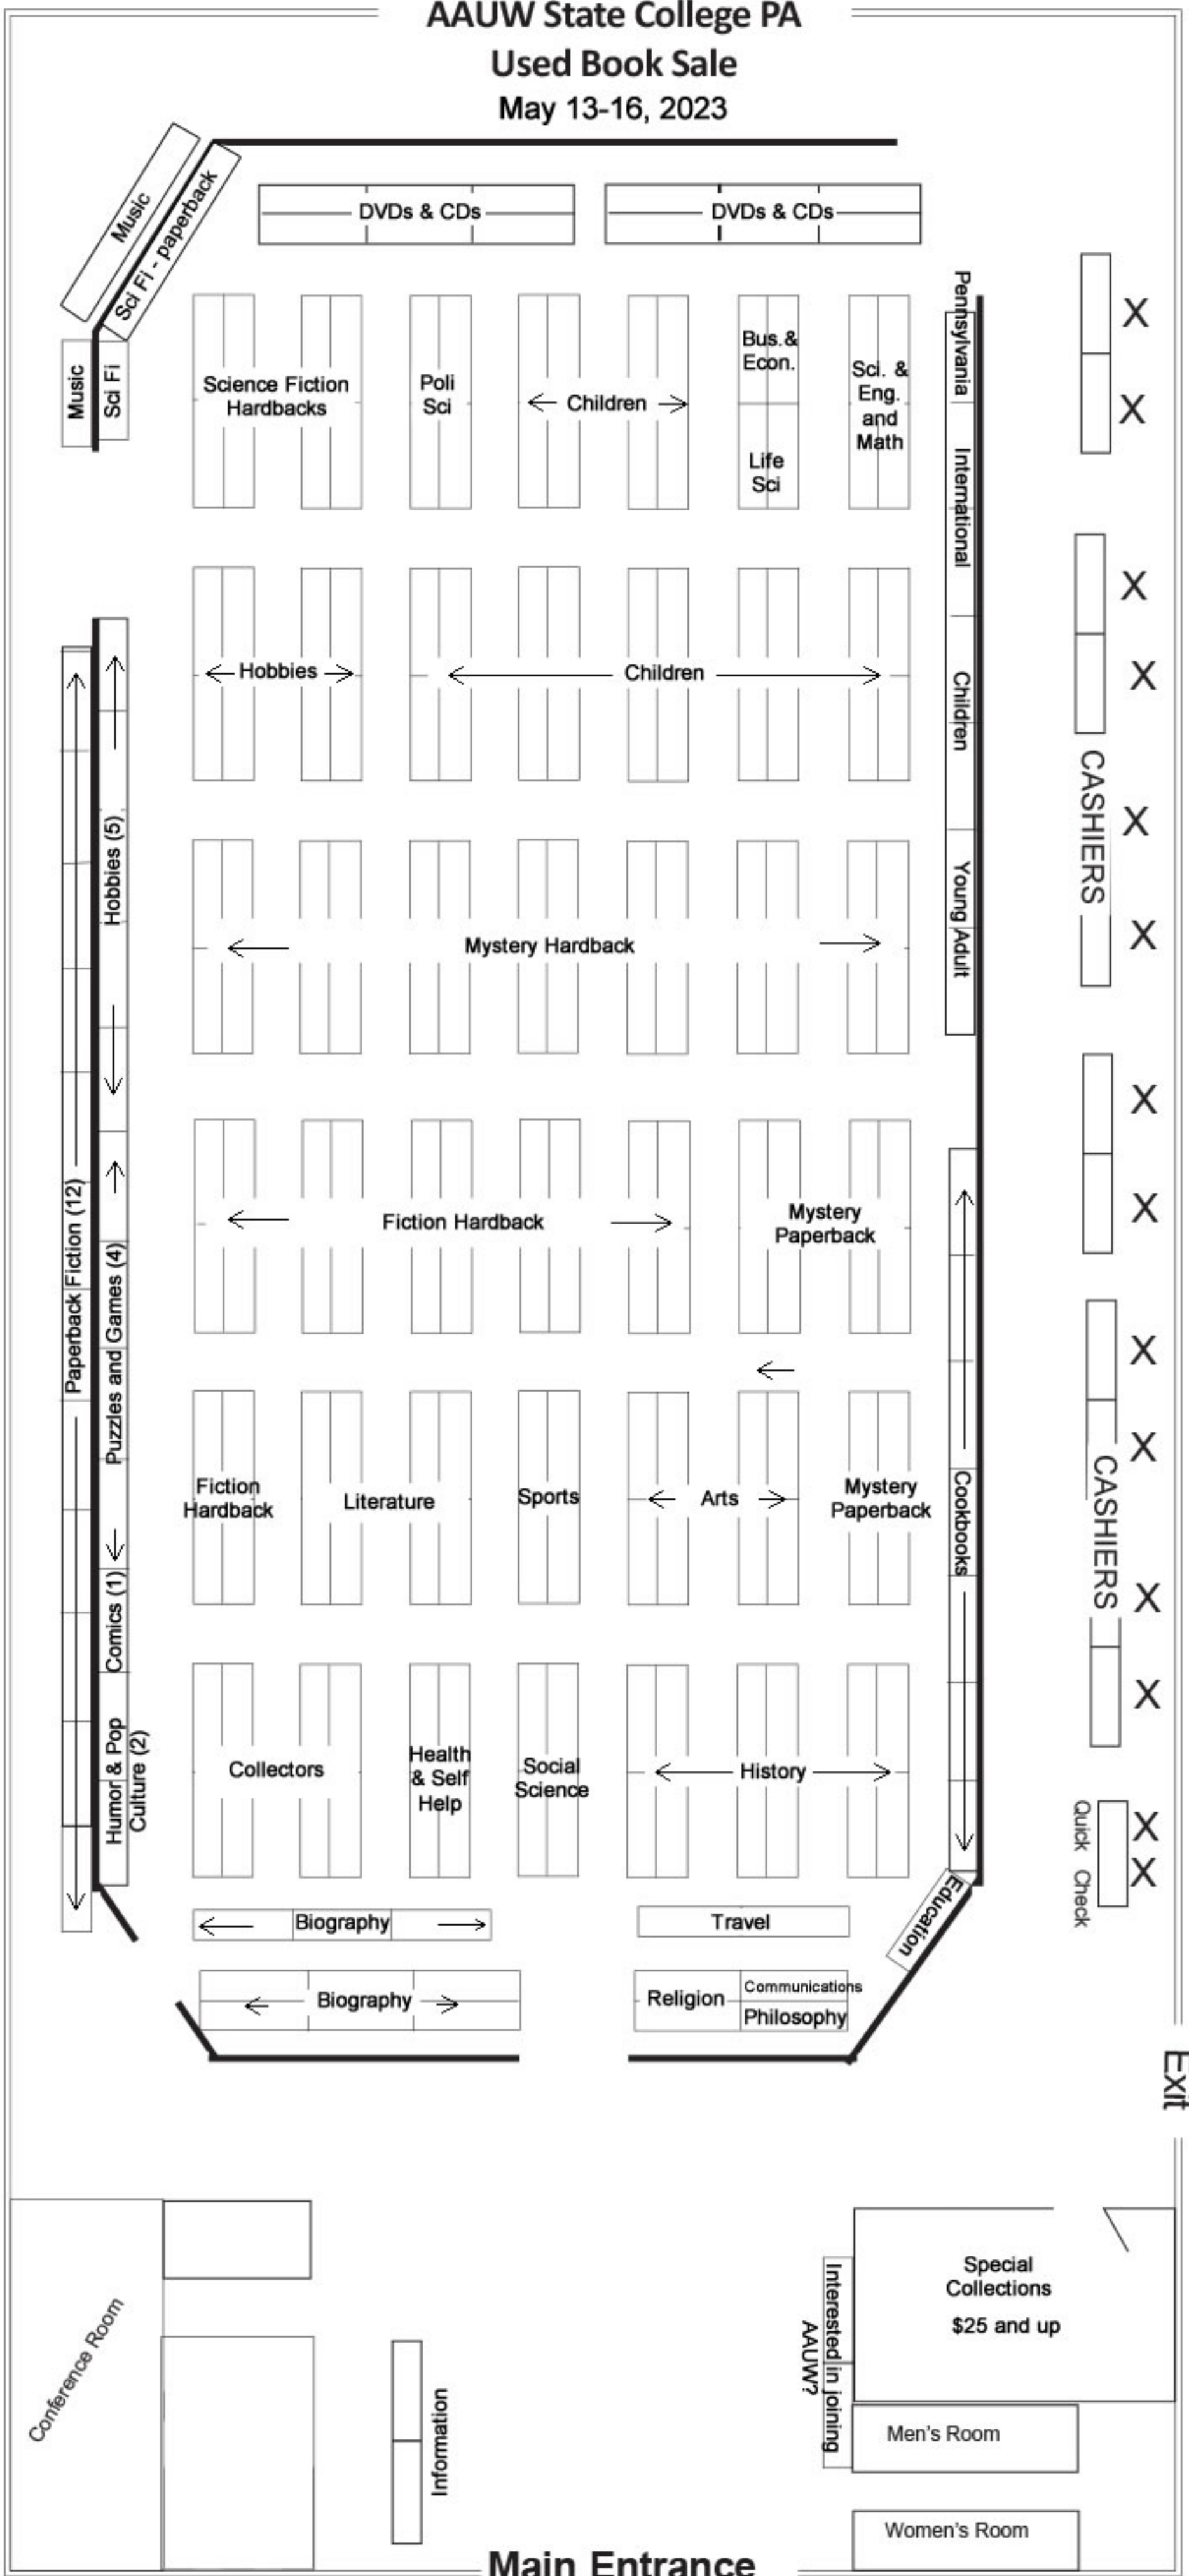 AAUW State College PA
Used Book Sale
May 13-16, 2023
Music
Sci Fi - paperback
DVDs & CDs
DVDs & CDs
Music
Sci Fi
Science Fiction
Hardbacks
Poli
Sci
Children
Bus.&
Econ.
Life
Sci
Sci. &
Eng.
and
Math
Pennsylvania
International
Children
Young Adult
X
X
X
X
CASHIERS
X
X
Hobbies
Children
Hobbies (5)
Mystery Hardback
Paperback Fiction (12)
Puzzles and Games (4)
Comics (1)
Humor & Pop
Culture (2)
Fiction Hardback
Mystery
Paperback
X
X
X
X
CASHIERS
X
X
Fiction
Hardback
Literature
Sports
Arts
Mystery
Paperback
Cookbooks
Collectors
Health
& Self
Help
Social
Science
History
Quick Check
X
X
Education
Biography
Travel
Biography
Religion
Communications
Philosophy
Exit
Conference Room
Information
Interested in joining
AAUW?
Special
Collections
$25 and up
Men's Room
Women's Room
Main Entrance